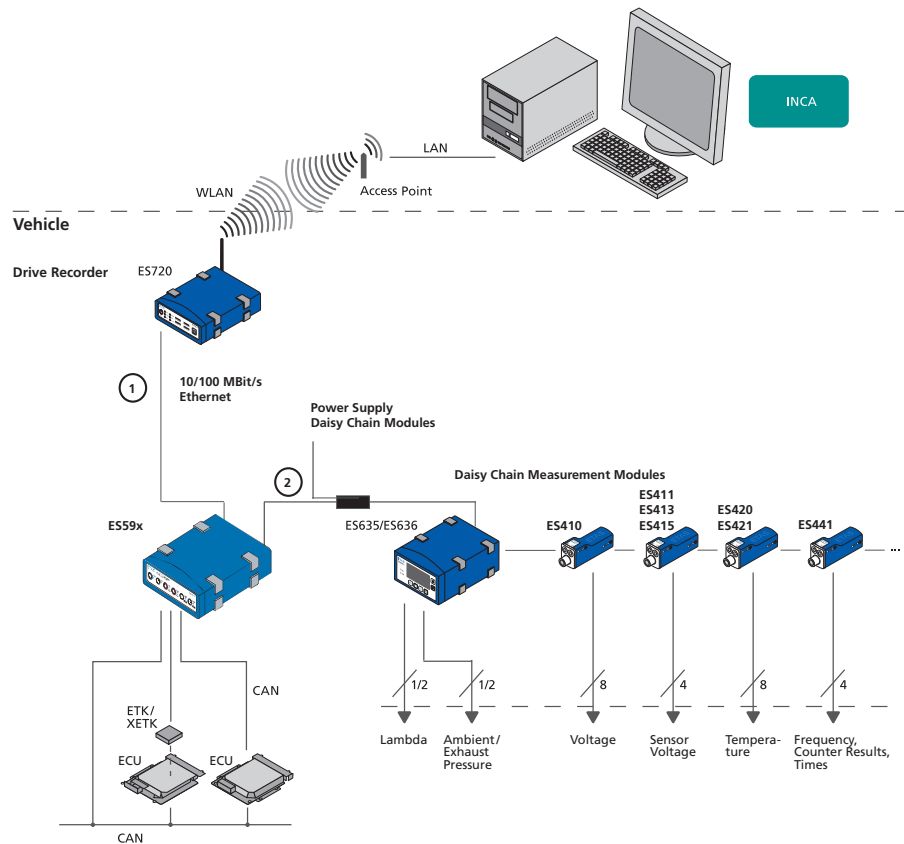 INCA
LAN
WLAN
Access Point
Vehicle
Drive Recorder
ES720
1
10/100 MBit/s
Ethernet
Power Supply
Daisy Chain Modules
2
Daisy Chain Measurement Modules
ES59x
ES635/ES636
ES410
ES411
ES413
ES415
ES420
ES421
ES441
...
1/2
1/2
8
4
8
4
CAN
ETK/
XETK
ECU
ECU
CAN
Lambda
Ambient/
Exhaust
Pressure
Voltage
Sensor
Voltage
Tempera-
ture
Frequency,
Counter Results,
Times